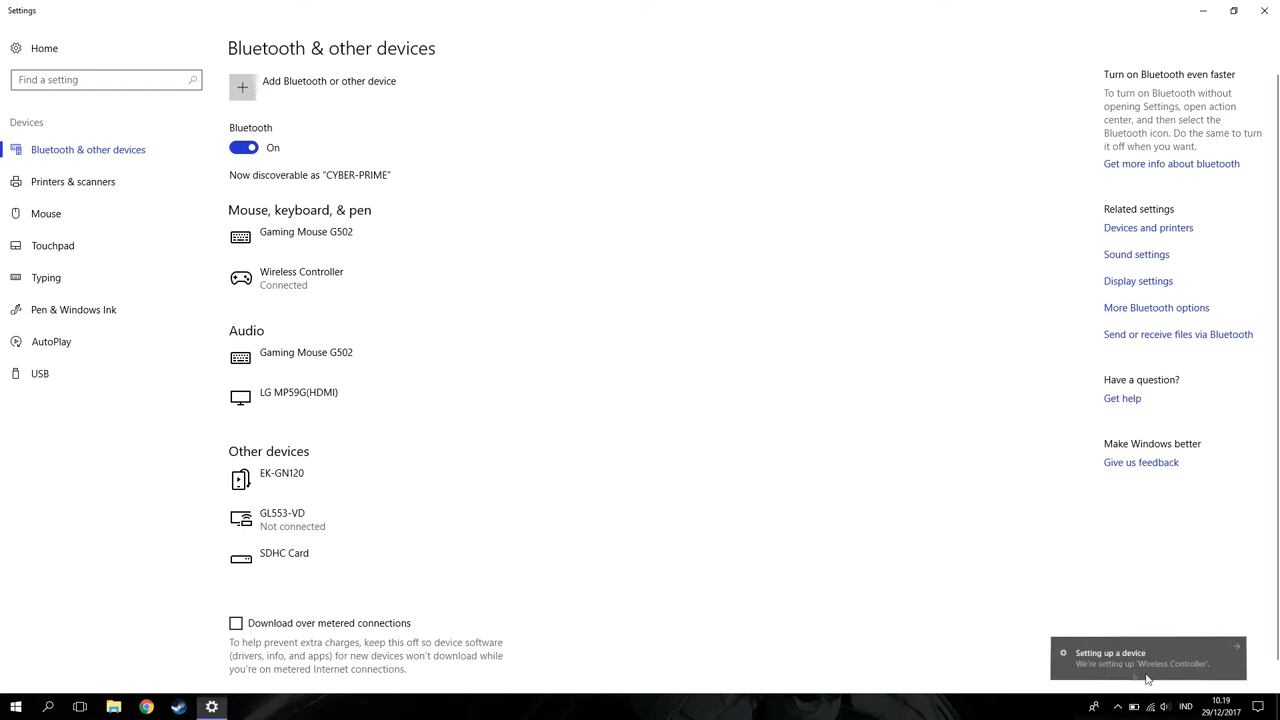 Settings
Home
Find a setting
Devices
Bluetooth & other devices
Printers & scanners
Mouse
Touchpad
Typing
Pen & Windows Ink
AutoPlay
USB
Bluetooth & other devices
Add Bluetooth or other device
Bluetooth
On
Now discoverable as “CYBER-PRIME”
Mouse, keyboard, & pen
Gaming Mouse G502
Wireless Controller
Connected
Audio
Gaming Mouse G502
LG MP59G(HDMI)
Other devices
EK-GN120
GL553-VD
Not connected
SDHC Card
Download over metered connections
To help prevent extra charges, keep this off so device software
(drivers, info, and apps) for new devices won't download while
you're on metered Internet connections.
Turn on Bluetooth even faster
To turn on Bluetooth without
opening Settings, open action
center, and then select the
Bluetooth icon. Do the same to turn
it off when you want.
Get more info about bluetooth
Related settings
Devices and printers
Sound settings
Display settings
More Bluetooth options
Send or receive files via Bluetooth
Have a question?
Get help
Make Windows better
Give us feedback
Setting up a device
We're setting up 'Wireless Controller'.
IND
10.19
29/12/2017